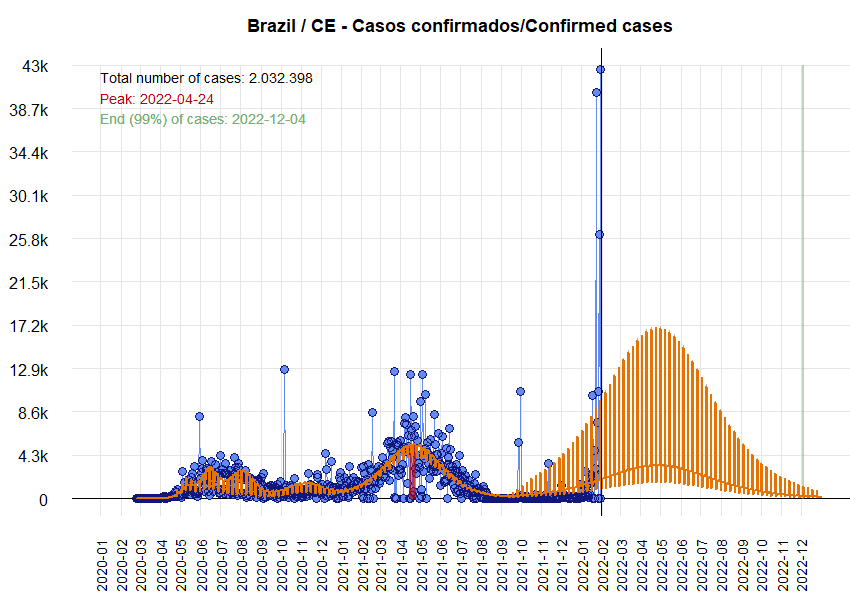 Brazil / CE - Casos confirmados/Confirmed cases
43k
Total number of cases: 2.032.398
Peak: 2022-04-24
End (99%) of cases: 2022-12-04
38.7k
34.4k
30.1k
25.8k
21.5k
17.2k
12.9k
8.6k
4.3k
0
2020-01
2020-02
2020-03
2020-04
2020-05
2020-06
2020-07
2020-08
2020-09
2020-10
2020-11
2020-12
2021-01
2021-02
2021-03
2021-04
2021-05
2021-06
2021-07
2021-08
2021-09
2021-10
2021-11
2021-12
2022-01
2022-02
2022-03
2022-04
2022-05
2022-06
2022-07
2022-08
2022-09
2022-10
2022-11
2022-12